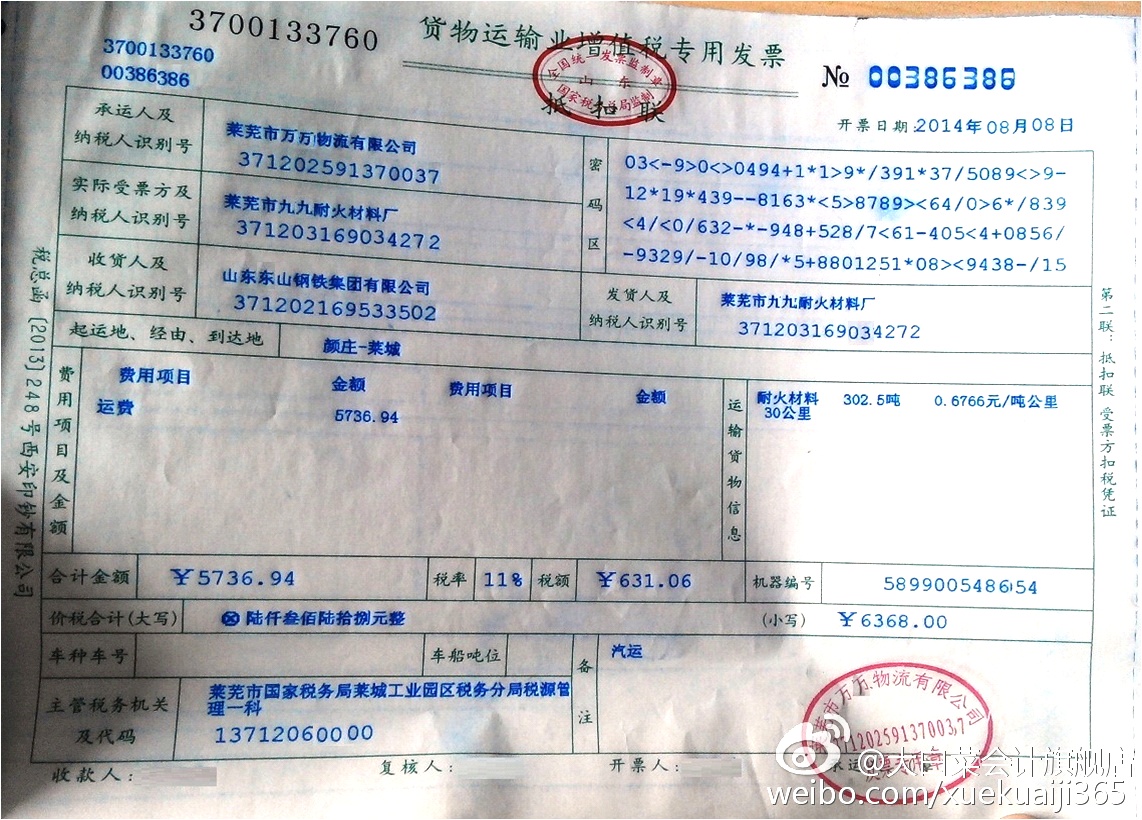 3700133760
货物运输业增值税专用发票
3700133760
00386386
全国统一发票监制章
山东
国家税务总局监制
抵扣联
№ 00386386
开票日期:2014年08月08日
承运人及
纳税人识别号
莱芜市万万物流有限公司
371202591370037
密码区
03<-9>0<>0494+1*1>9*/391*37/5089<>9-
12*19*439--8163*<5>8789><64/0>6*/839
<4/<0/632-*-948+528/7<61-405<4+0856/
-9329/-10/98/*5+8801251*08><9438-/15
实际受票方及
纳税人识别号
莱芜市九九耐火材料厂
371203169034272
收货人及
纳税人识别号
山东东山钢铁集团有限公司
371202169533502
发货人及
纳税人识别号
莱芜市九九耐火材料厂
371203169034272
起运地、经由、到达地
颜庄-莱城
费用项目及金额
费用项目 金额 费用项目 金额
运费 5736.94
运输货物信息
耐火材料 302.5吨 0.6766元/吨公里
30公里
合计金额 ¥5736.94 税率 11% 税额 ¥631.06 机器编号 589900548654
价税合计(大写) ⊗陆仟叁佰陆拾捌元整 (小写) ¥6368.00
车种车号 车船吨位
备注
汽运
主管税务机关
及代码
莱芜市国家税务局莱城工业园区税务分局税源管
理一科
13712060000
收款人: 复核人: 开票人:
税总函〔2013〕248号西安印钞有限公司
第二联:抵扣联 受票方扣税凭证
莱芜市万万物流有限公司
371202591370037
发票专用章
@大白菜会计旗舰店
weibo.com/xuekuaiji365